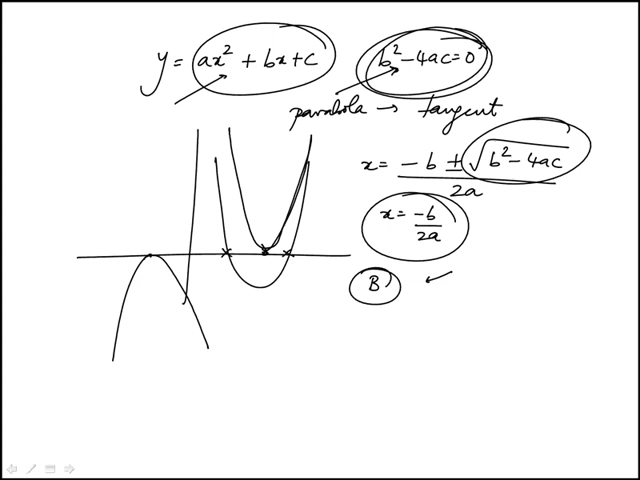 y = ax² + bx + c b² - 4ac = 0
parabola → tangent
x = -b ± √b² - 4ac / 2a
x = -b / 2a
B ✓